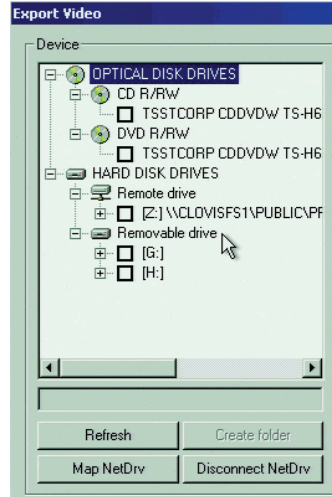 Export Video
Device
OPTICAL DISK DRIVES
CD R/RW
TSSTCORP CDDVDW TS-H6
DVD R/RW
TSSTCORP CDDVDW TS-H6
HARD DISK DRIVES
Remote drive
[Z:] \\CLOVISFS1\PUBLIC\PF
Removable drive
[G:]
[H:]
Refresh
Create folder
Map NetDrv
Disconnect NetDrv